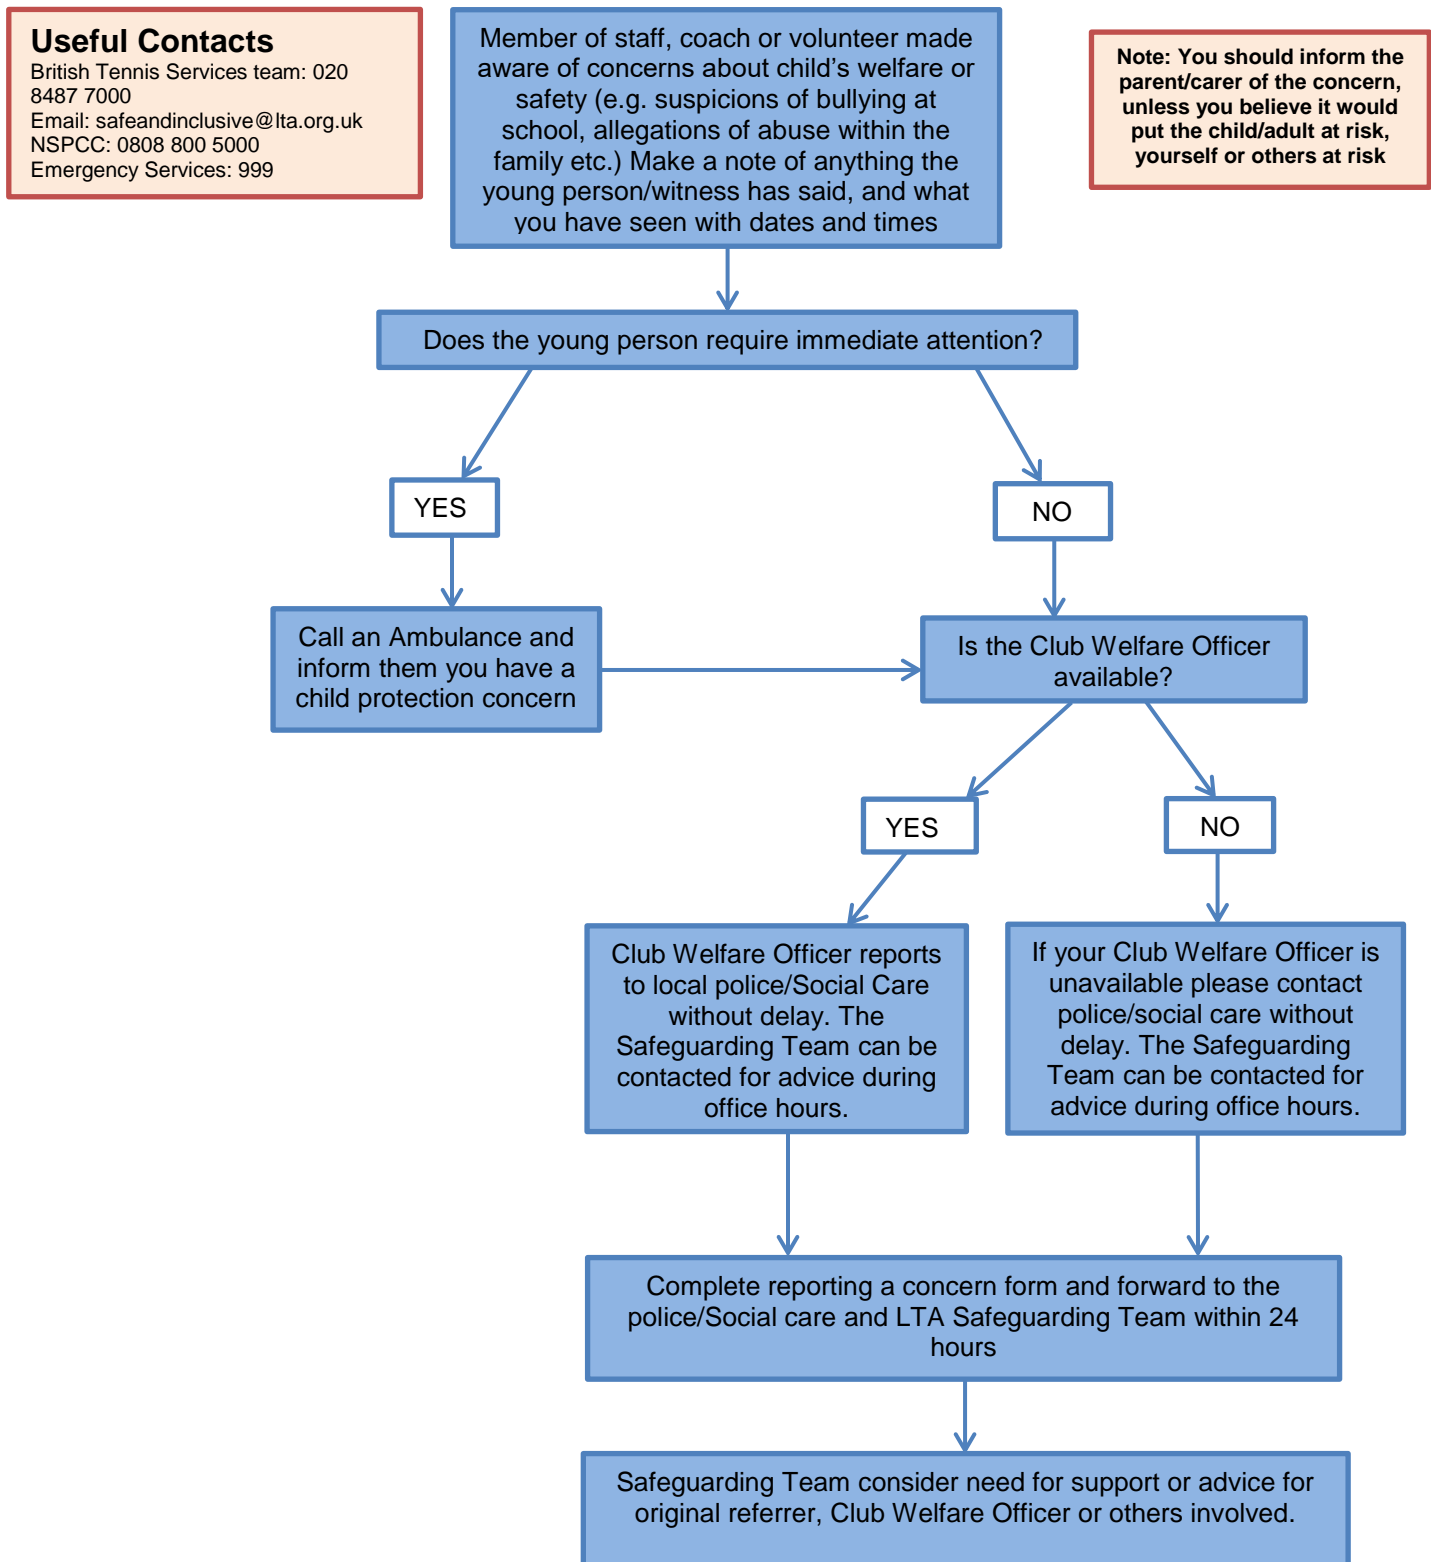 Useful Contacts
British Tennis Services team: 020
8487 7000
Email: safeandinclusive@lta.org.uk
NSPCC: 0808 800 5000
Emergency Services: 999
Member of staff, coach or volunteer made
aware of concerns about child’s welfare or
safety (e.g. suspicions of bullying at
school, allegations of abuse within the
family etc.) Make a note of anything the
young person/witness has said, and what
you have seen with dates and times
Note: You should inform the
parent/carer of the concern,
unless you believe it would
put the child/adult at risk,
yourself or others at risk
Does the young person require immediate attention?
YES
NO
Call an Ambulance and
inform them you have a
child protection concern
Is the Club Welfare Officer
available?
YES
NO
Club Welfare Officer reports
to local police/Social Care
without delay. The
Safeguarding Team can be
contacted for advice during
office hours.
If your Club Welfare Officer is
unavailable please contact
police/social care without
delay. The Safeguarding
Team can be contacted for
advice during office hours.
Complete reporting a concern form and forward to the
police/Social care and LTA Safeguarding Team within 24
hours
Safeguarding Team consider need for support or advice for
original referrer, Club Welfare Officer or others involved.